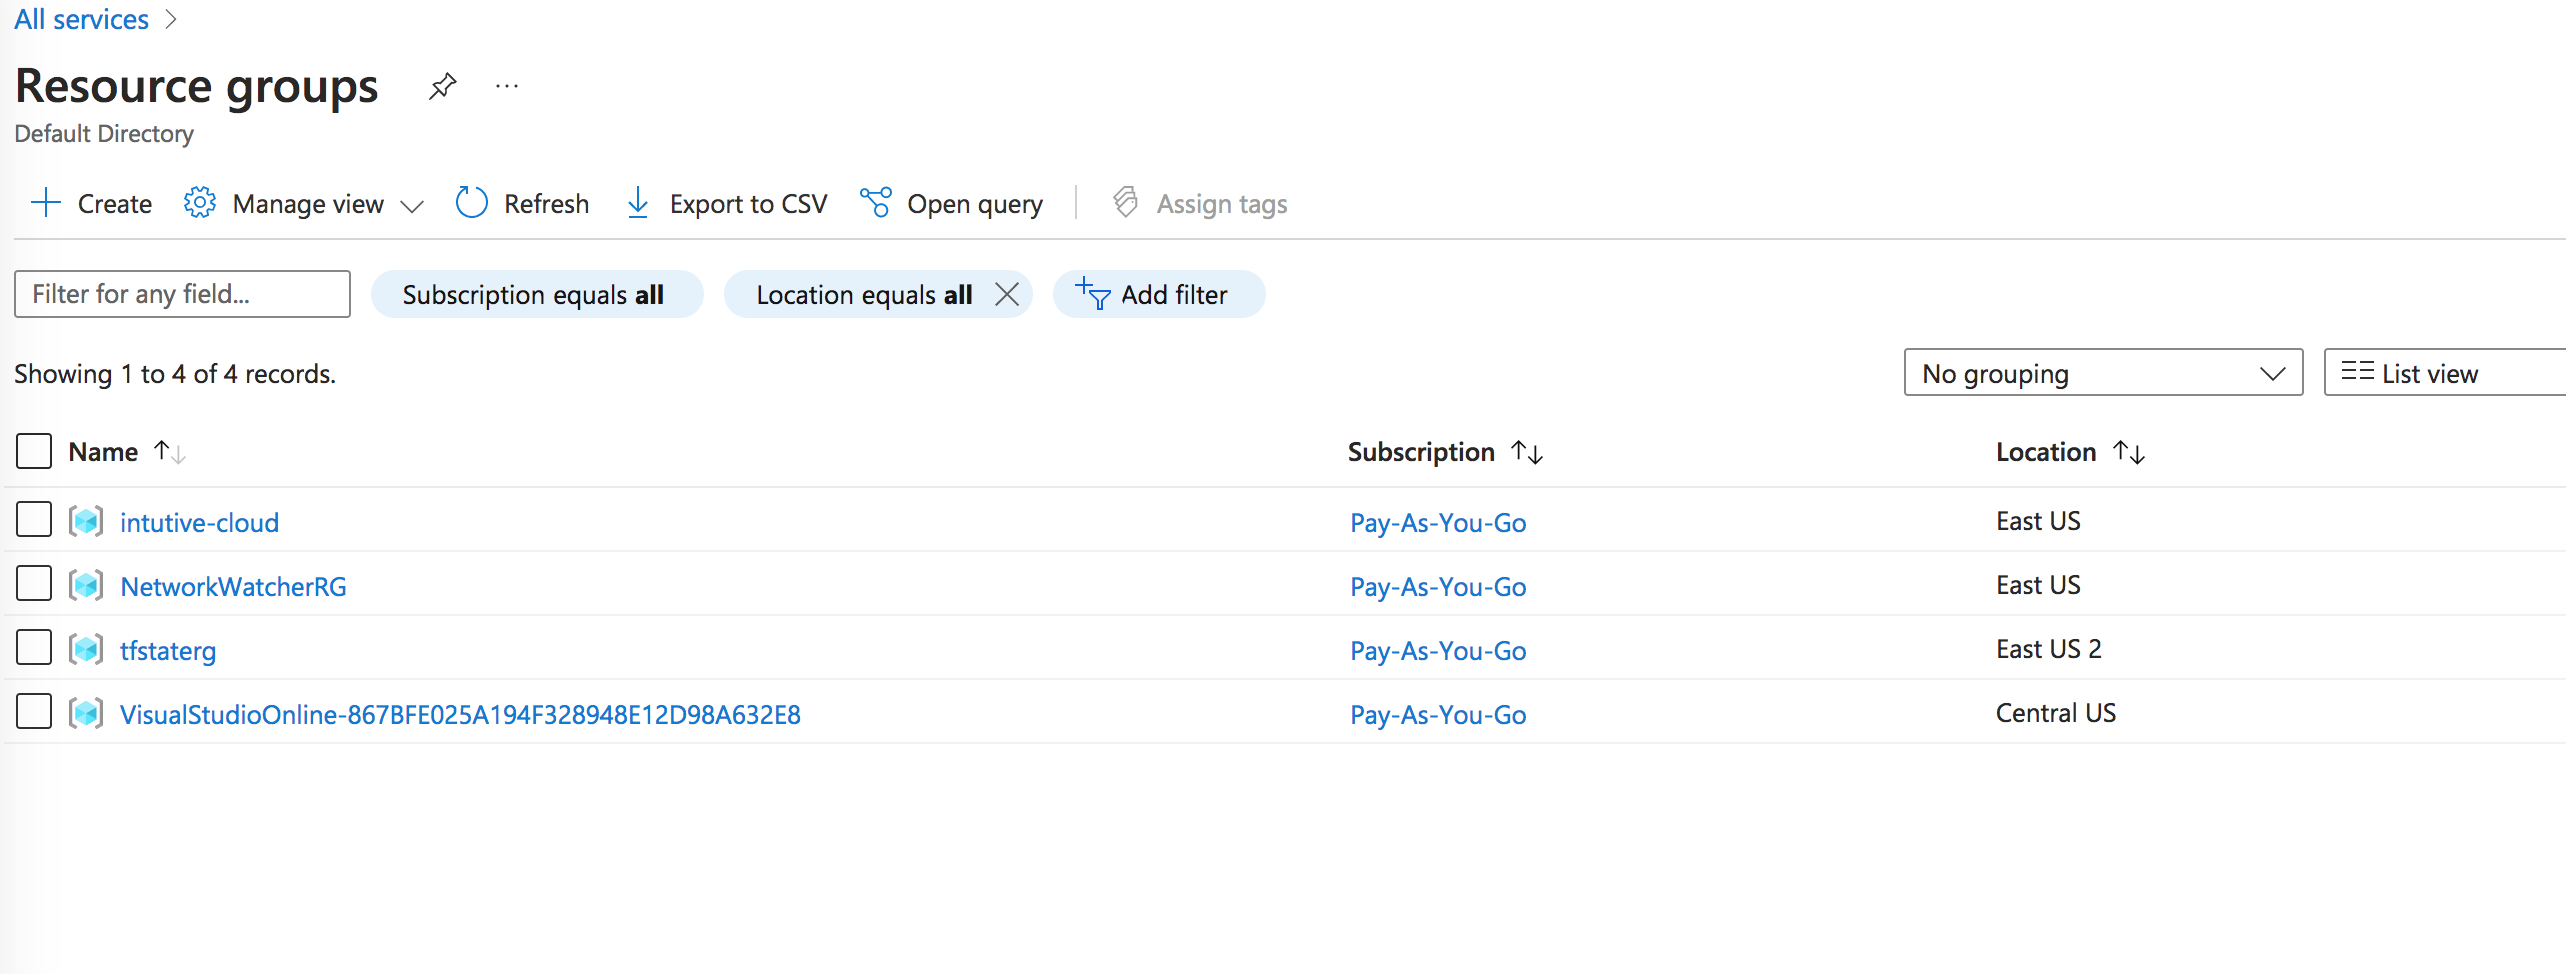 All services
Resource groups ...
Default Directory
Create Manage view Refresh Export to CSV Open query Assign tags
Filter for any field... Subscription equals all Location equals all Add filter
Showing 1 to 4 of 4 records. No grouping List view
Name Subscription Location
intutive-cloud Pay-As-You-Go East US
NetworkWatcherRG Pay-As-You-Go East US
tfstaterg Pay-As-You-Go East US 2
VisualStudioOnline-867BFE025A194F328948E12D98A632E8 Pay-As-You-Go Central US